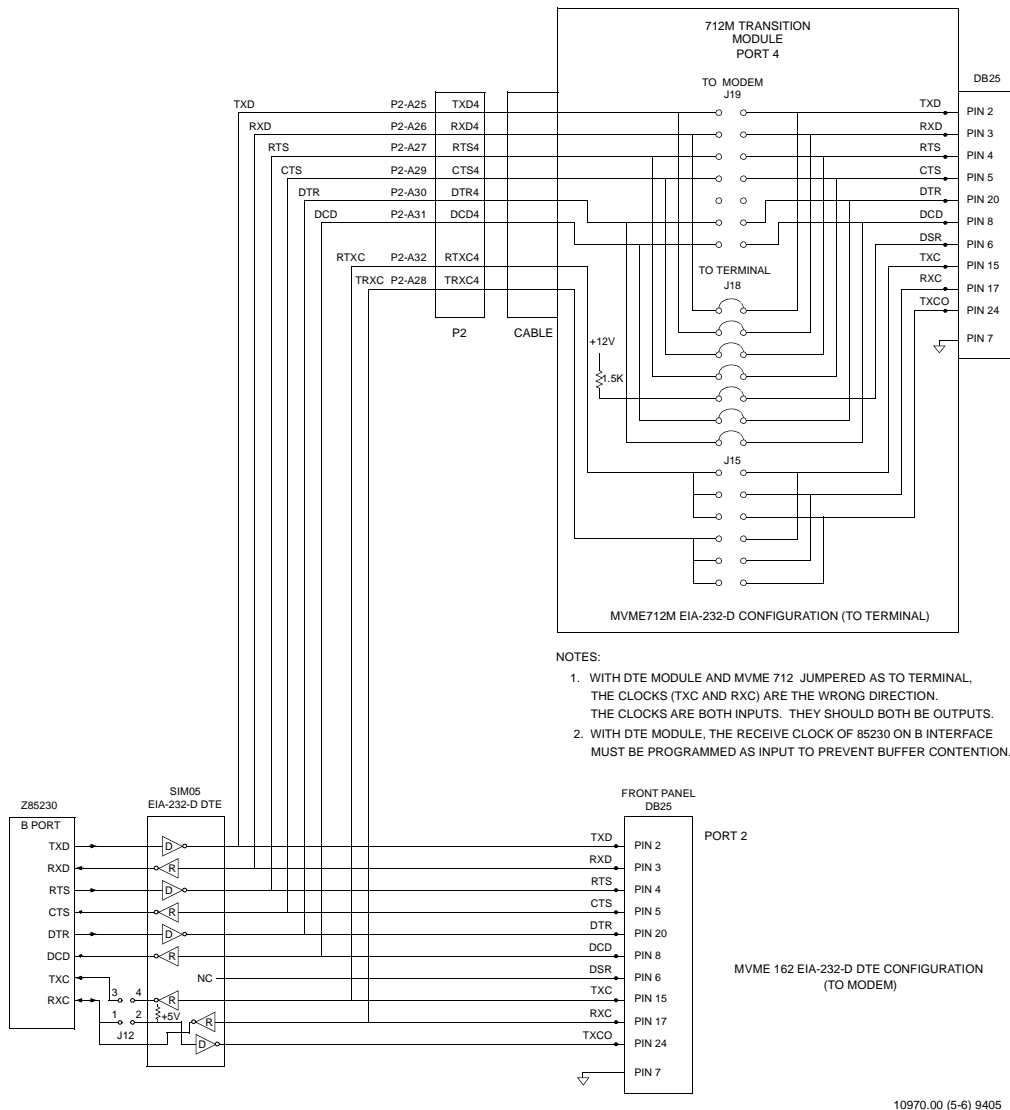 712M TRANSITION
MODULE
PORT 4
DB25
TO MODEM
J19
TXD P2-A25 TXD4 TXD PIN 2
RXD P2-A26 RXD4 RXD PIN 3
RTS P2-A27 RTS4 RTS PIN 4
CTS P2-A29 CTS4 CTS PIN 5
DTR P2-A30 DTR4 DTR PIN 20
DCD P2-A31 DCD4 DCD PIN 8
DSR PIN 6
RTXC P2-A32 RTXC4 TXC PIN 15
TRXC P2-A28 TRXC4 RXC PIN 17
TXCO PIN 24
PIN 7
TO TERMINAL
J18
P2 CABLE
+12V
1.5K
J15
MVME712M EIA-232-D CONFIGURATION (TO TERMINAL)
NOTES:
1. WITH DTE MODULE AND MVME 712 JUMPERED AS TO TERMINAL,
THE CLOCKS (TXC AND RXC) ARE THE WRONG DIRECTION.
THE CLOCKS ARE BOTH INPUTS. THEY SHOULD BOTH BE OUTPUTS.
2. WITH DTE MODULE, THE RECEIVE CLOCK OF 85230 ON B INTERFACE
MUST BE PROGRAMMED AS INPUT TO PREVENT BUFFER CONTENTION.
Z85230
B PORT
SIM05
EIA-232-D DTE
FRONT PANEL
DB25
PORT 2
TXD D TXD PIN 2
RXD R RXD PIN 3
RTS D RTS PIN 4
CTS R CTS PIN 5
DTR D DTR PIN 20
DCD R DCD PIN 8
TXC NC DSR PIN 6
RXC 3 4 R TXC PIN 15
+5V
1 2 R RXC PIN 17
J12 D TXCO PIN 24
PIN 7
MVME 162 EIA-232-D DTE CONFIGURATION
(TO MODEM)
10970.00 (5-6) 9405